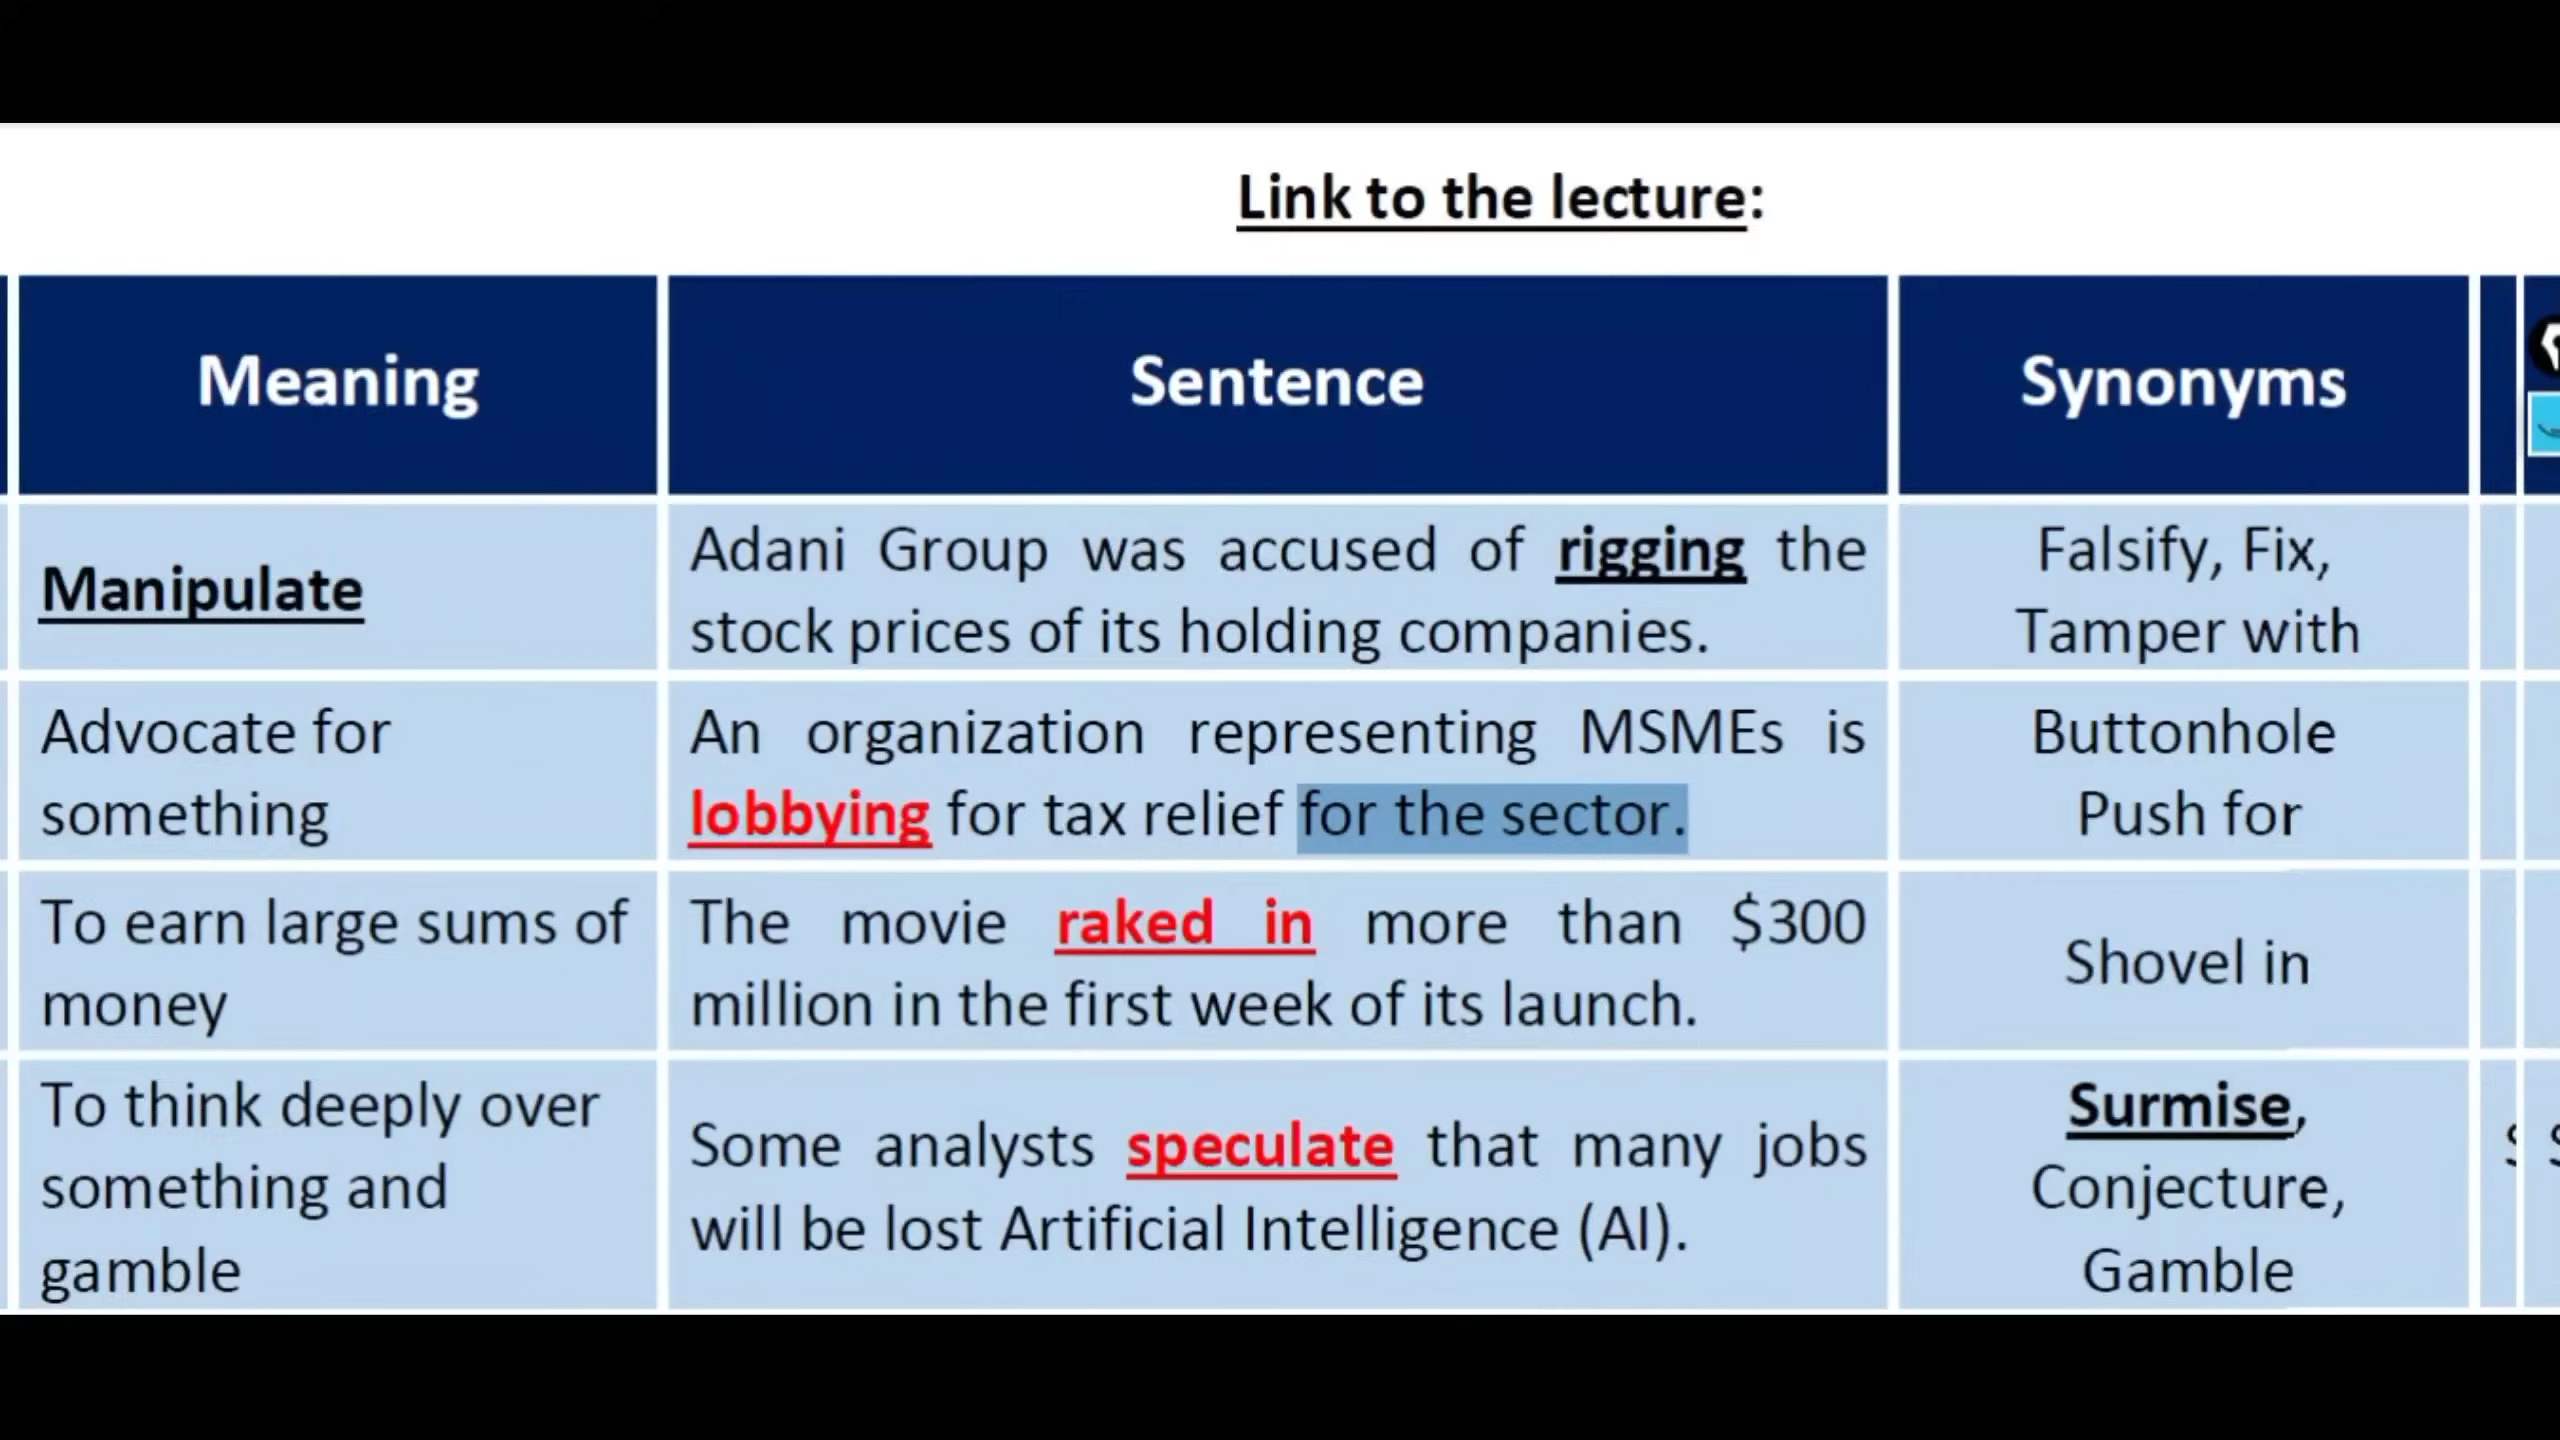 Link to the lecture:
Meaning
Sentence
Synonyms
Manipulate
Adani Group was accused of rigging the
stock prices of its holding companies.
Falsify, Fix,
Tamper with
Advocate for
something
An organization representing MSMEs is
lobbying for tax relief for the sector.
Buttonhole
Push for
To earn large sums of
money
The movie raked in more than $300
million in the first week of its launch.
Shovel in
To think deeply over
something and
gamble
Some analysts speculate that many jobs
will be lost Artificial Intelligence (AI).
Surmise,
Conjecture,
Gamble